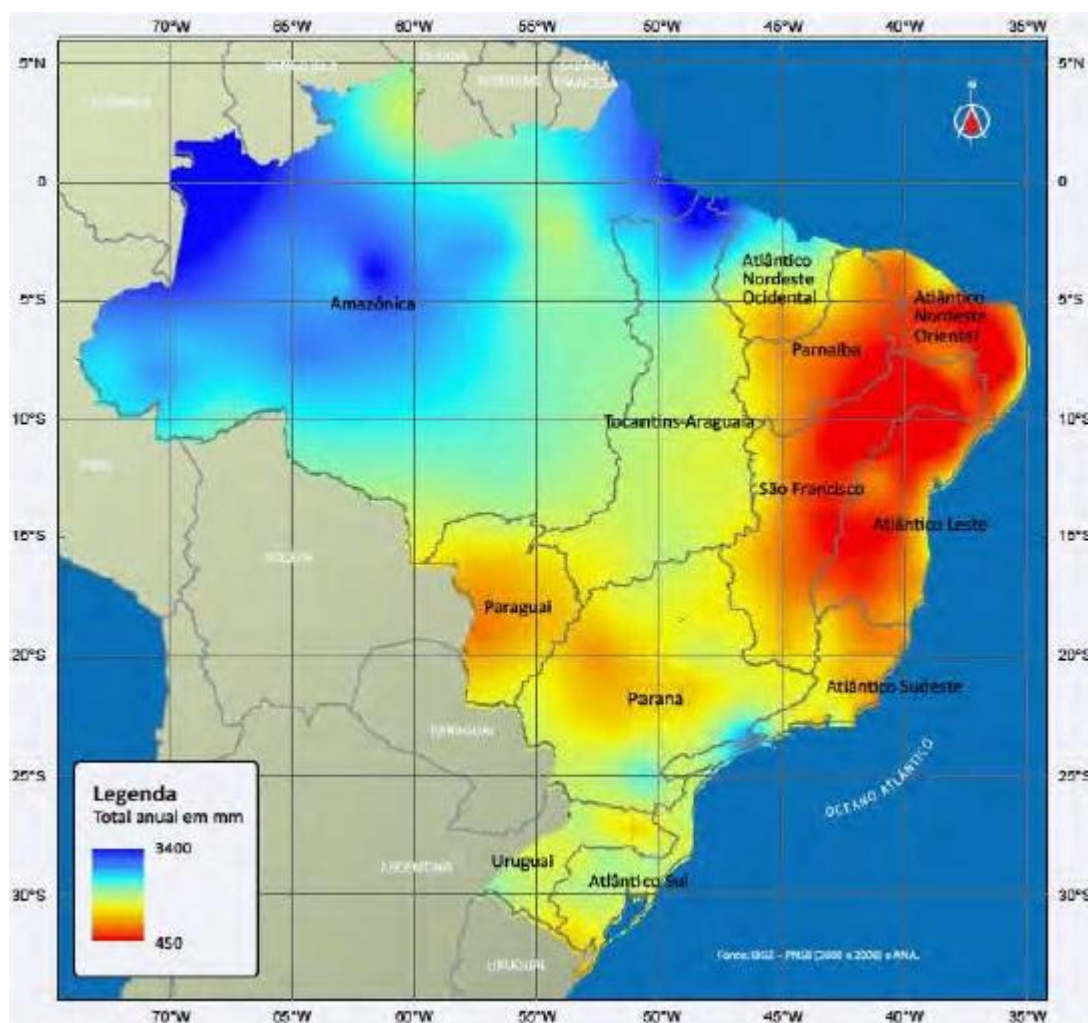 70°W 65°W 60°W 55°W 50°W 45°W 40°W 35°W
5°N 5°N
0 0
5°S 5°S
10°S 10°S
15°S 15°S
20°S 20°S
25°S 25°S
30°S 30°S
Amazônica
Atlântico
Nordeste
Ocidental
Atlântico
Nordeste
Oriental
Parnaíba
Tocantins-Araguaia
São Francisco
Atlântico Leste
Paraguai
Paraná
Atlântico Sudeste
PARAGUAI
OCEANO ATLÂNTICO
Uruguai
Atlântico Sul
ARGENTINA
URUGUAI
Legenda
Total anual em mm
3400
450
70°W 65°W 60°W 55°W 50°W 45°W 40°W 35°W